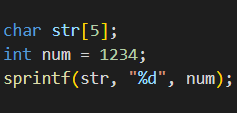 char str[5];
int num = 1234;
sprintf(str, "%d", num);